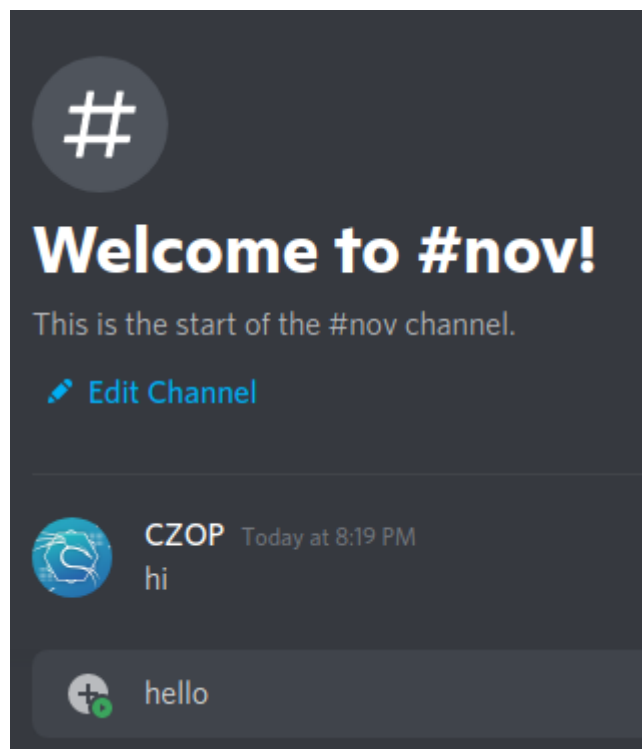 #
Welcome to #nov!
This is the start of the #nov channel.
Edit Channel
CZOP Today at 8:19 PM
hi
hello